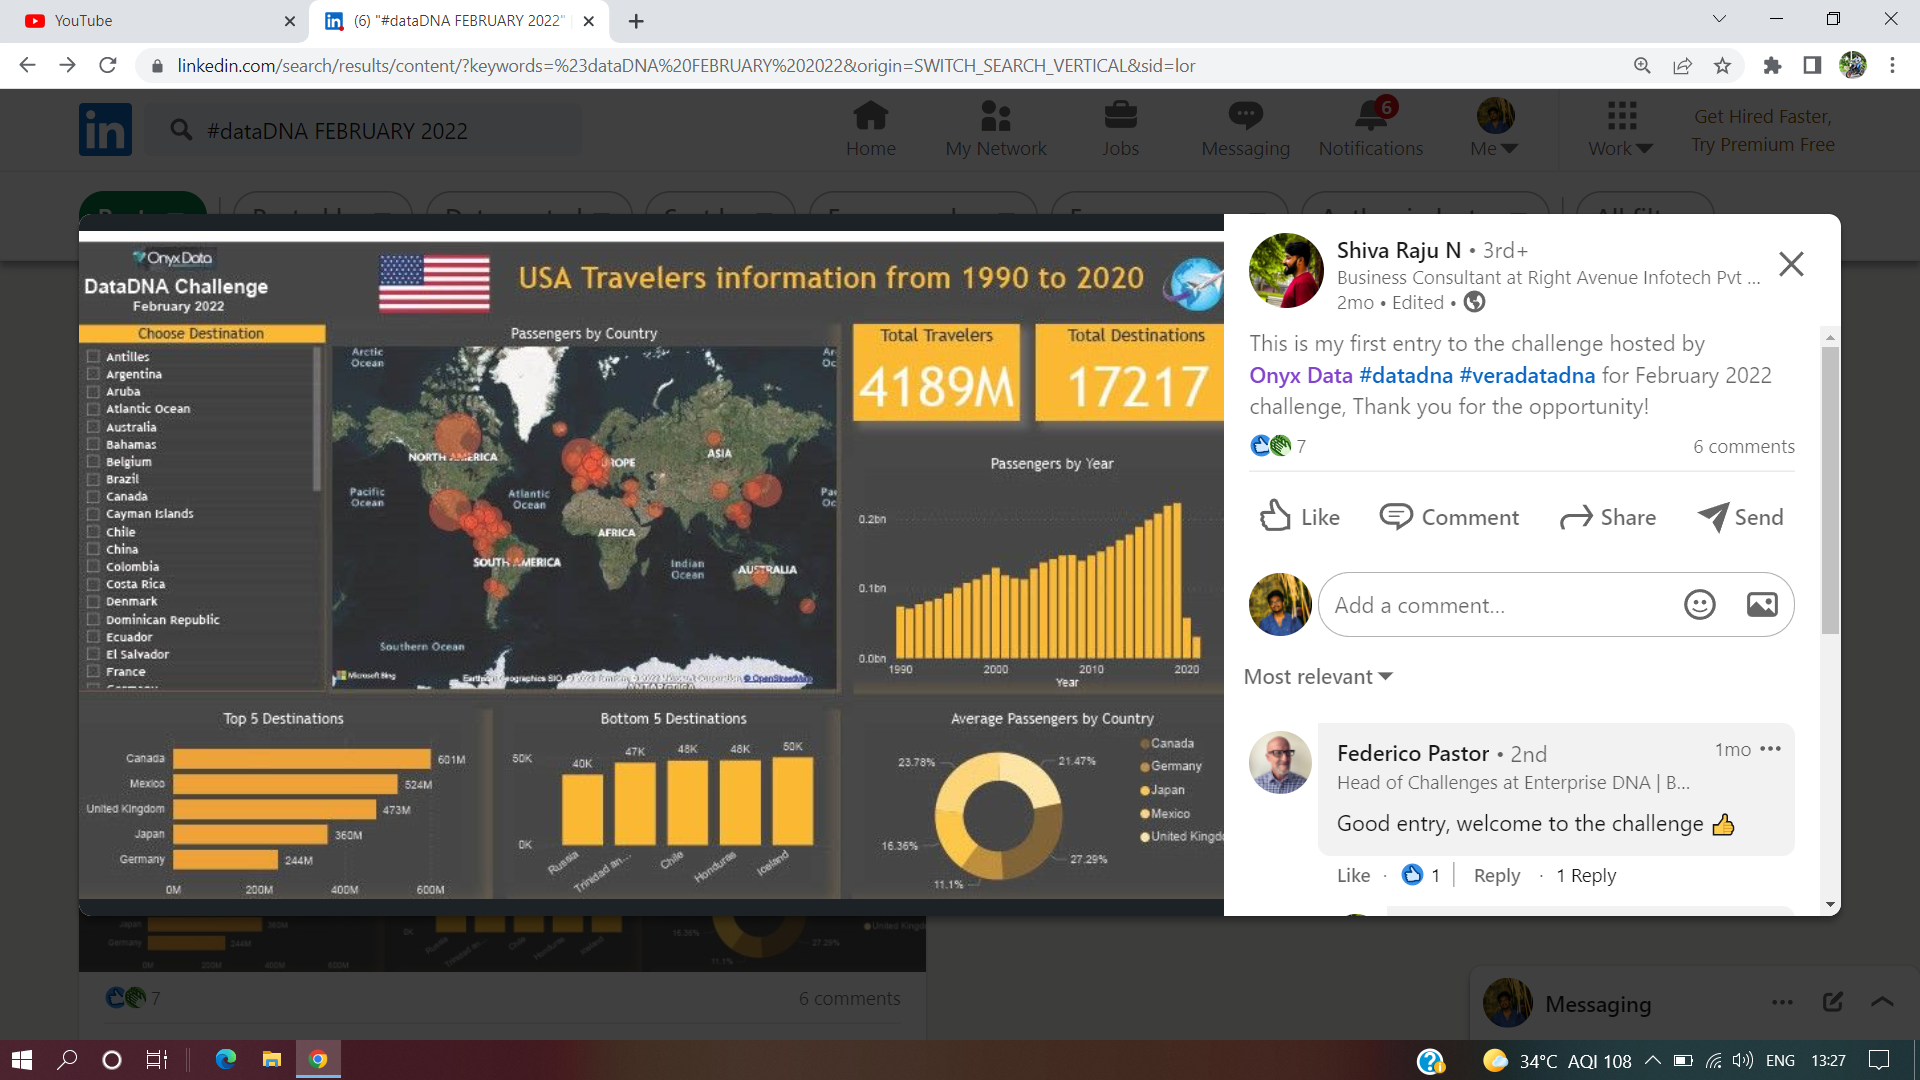 YouTube
(6) "#dataDNA FEBRUARY 2022"
linkedin.com/search/results/content/?keywords=%23dataDNA%20FEBRUARY%202022&origin=SWITCH_SEARCH_VERTICAL&sid=lor
in
#dataDNA FEBRUARY 2022
Home
My Network
Jobs
Messaging
6
Notifications
Me
Work
Get Hired Faster,
Try Premium Free
Onyx Data
DataDNA Challenge
February 2022
USA Travelers information from 1990 to 2020
Choose Destination
Antilles
Argentina
Aruba
Atlantic Ocean
Australia
Bahamas
Belgium
Brazil
Canada
Cayman Islands
Chile
China
Colombia
Costa Rica
Denmark
Dominican Republic
Ecuador
El Salvador
France
Passengers by Country
Arctic
Ocean
NORTH AMERICA
ASIA
Pacific
Ocean
Atlantic
Ocean
AFRICA
SOUTH AMERICA
Indian
Ocean
AUSTRALIA
Southern Ocean
Microsoft Bing
© OpenStreetMap
Total Travelers
4189M
Total Destinations
17217
Passengers by Year
0.2bn
0.1bn
0.0bn
1990
2000
2010
2020
Year
Top 5 Destinations
Canada
601M
Mexico
524M
United Kingdom
473M
Japan
360M
Germany
244M
0M
200M
400M
600M
Bottom 5 Destinations
50K
0K
40K
47K
48K
48K
50K
Russia
Trinidad an...
Chile
Honduras
Iceland
Average Passengers by Country
23.78%
21.47%
16.36%
11.1%
27.29%
Canada
Germany
Japan
Mexico
United Kingd
Shiva Raju N • 3rd+
Business Consultant at Right Avenue Infotech Pvt ...
2mo • Edited •
This is my first entry to the challenge hosted by
Onyx Data #datadna #veradatadna for February 2022
challenge, Thank you for the opportunity!
7
6 comments
Like
Comment
Share
Send
Add a comment...
Most relevant
Federico Pastor • 2nd
1mo
Head of Challenges at Enterprise DNA | B...
Good entry, welcome to the challenge
Like
1
Reply
1 Reply
7
6 comments
Messaging
34°C AQI 108
ENG
13:27